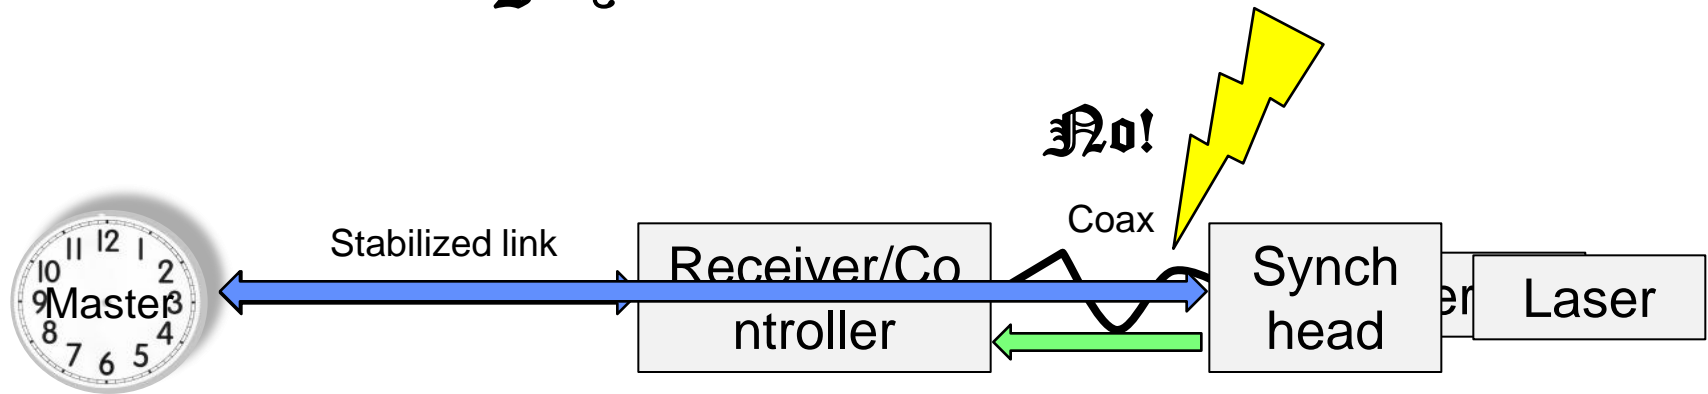 No!
Coax
Stabilized link
Receiver/Co
ntroller
Synch
head
Laser
Master
12
1
2
3
4
5
6
7
8
9
10
11